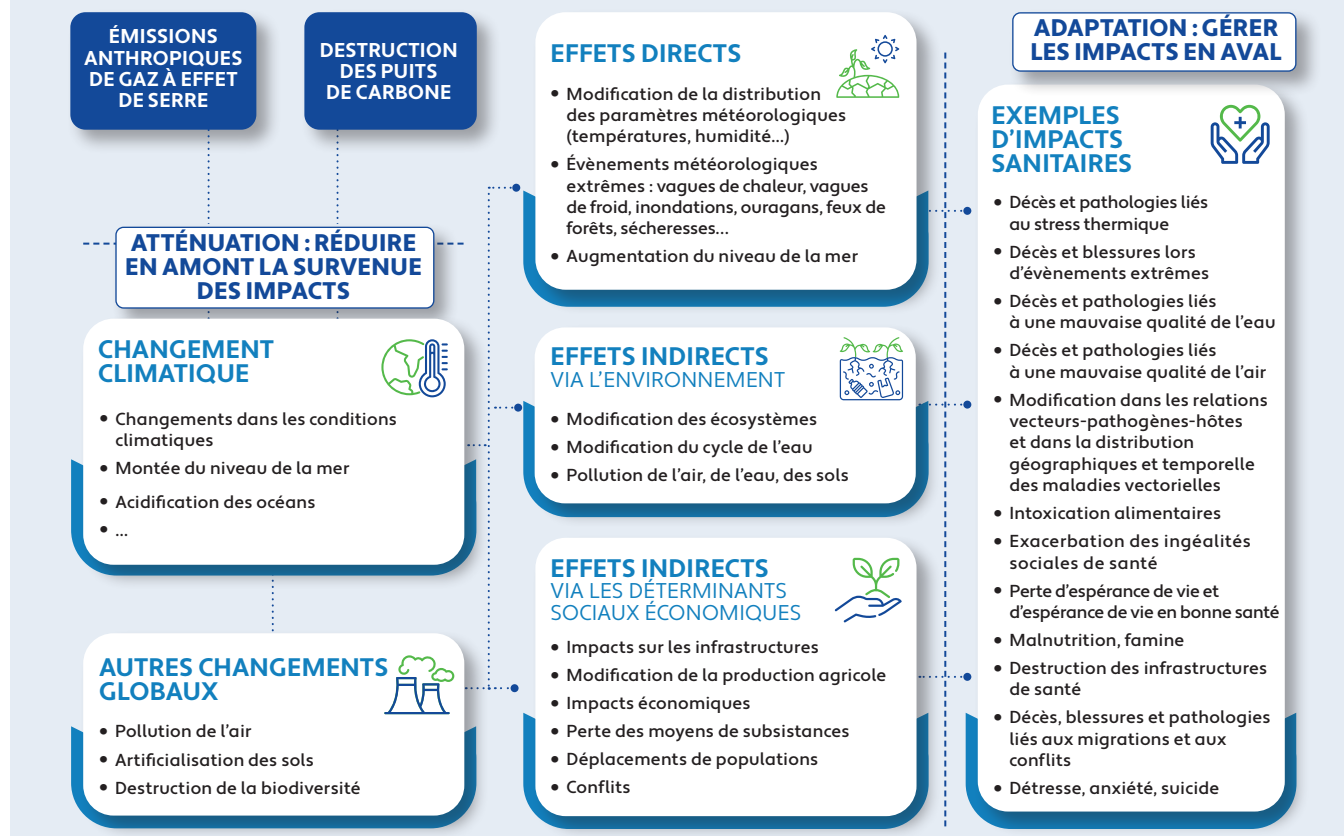 ÉMISSIONS
ANTHROPIQUES
DE GAZ À EFFET
DE SERRE
DESTRUCTION
DES PUITS
DE CARBONE
ATTÉNUATION : RÉDUIRE
EN AMONT LA SURVENUE
DES IMPACTS
CHANGEMENT
CLIMATIQUE
• Changements dans les conditions
climatiques
• Montée du niveau de la mer
• Acidification des océans
• ...
AUTRES CHANGEMENTS
GLOBAUX
• Pollution de l'air
• Artificialisation des sols
• Destruction de la biodiversité
EFFETS DIRECTS
• Modification de la distribution
des paramètres météorologiques
(températures, humidité...)
• Évènements météorologiques
extrêmes : vagues de chaleur, vagues
de froid, inondations, ouragans, feux de
forêts, sécheresses...
• Augmentation du niveau de la mer
EFFETS INDIRECTS
VIA L'ENVIRONNEMENT
• Modification des écosystèmes
• Modification du cycle de l'eau
• Pollution de l'air, de l'eau, des sols
EFFETS INDIRECTS
VIA LES DÉTERMINANTS
SOCIAUX ÉCONOMIQUES
• Impacts sur les infrastructures
• Modification de la production agricole
• Impacts économiques
• Perte des moyens de subsistances
• Déplacements de populations
• Conflits
ADAPTATION : GÉRER
LES IMPACTS EN AVAL
EXEMPLES
D'IMPACTS
SANITAIRES
• Décès et pathologies liés
au stress thermique
• Décès et blessures lors
d'évènements extrêmes
• Décès et pathologies liés
à une mauvaise qualité de l'eau
• Décès et pathologies liés
à une mauvaise qualité de l'air
• Modification dans les relations
vecteurs-pathogènes-hôtes
et dans la distribution
géographiques et temporelle
des maladies vectorielles
• Intoxication alimentaires
• Exacerbation des ingéalités
sociales de santé
• Perte d'espérance de vie et
d'espérance de vie en bonne santé
• Malnutrition, famine
• Destruction des infrastructures
de santé
• Décès, blessures et pathologies
liés aux migrations et aux
conflits
• Détresse, anxiété, suicide